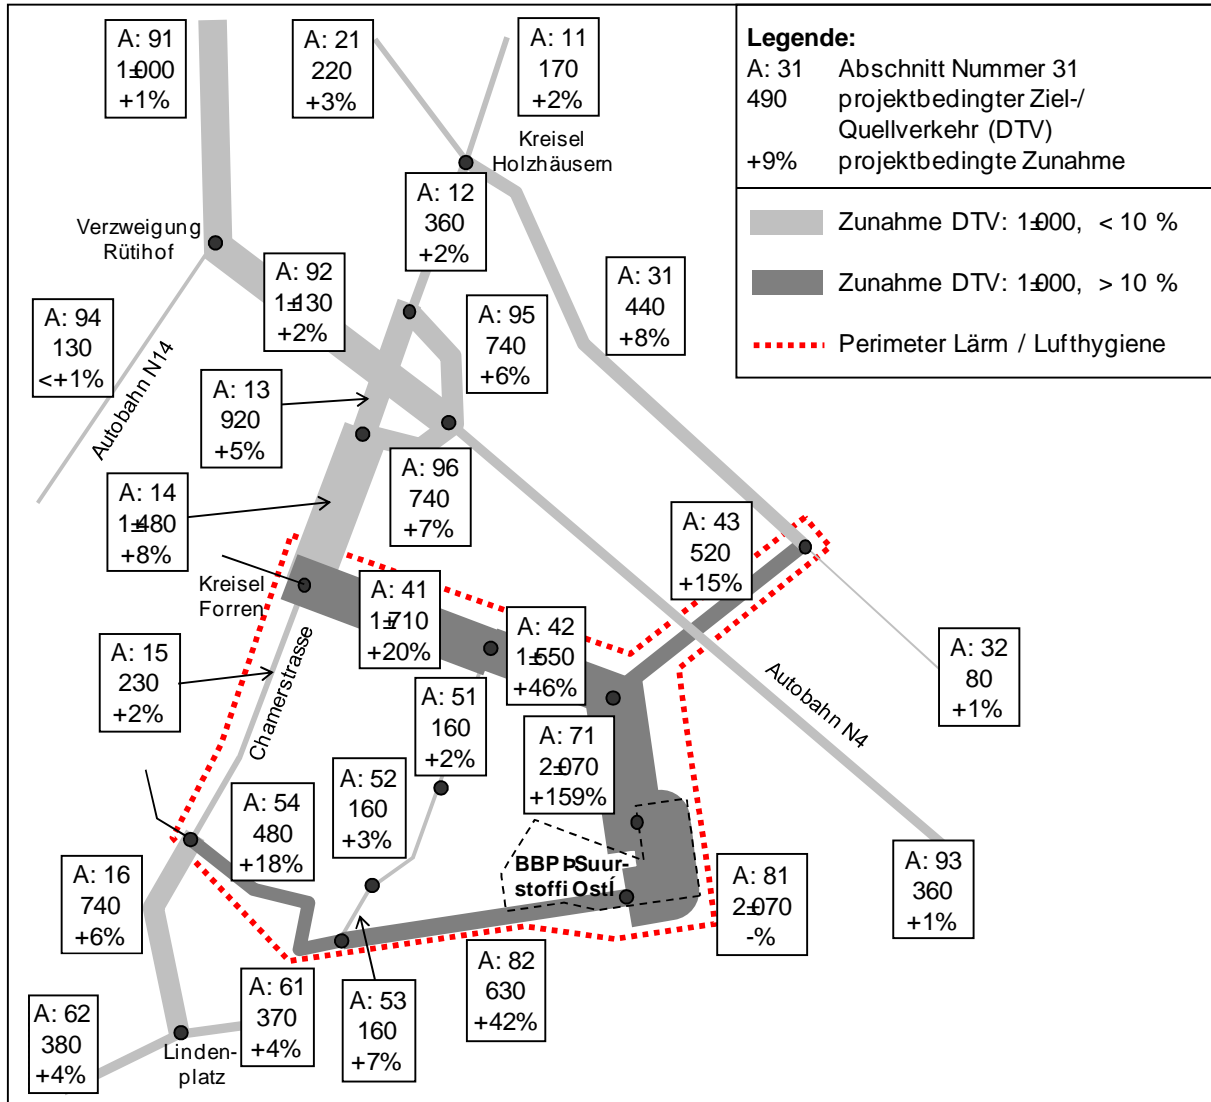 A: 91
1±000
+1%
A: 21
220
+3%
A: 11
170
+2%
Kreisel
Holzhäusern
Legende:
A: 31 Abschnitt Nummer 31
490 projektbedingter Ziel-/
Quellverkehr (DTV)
+9% projektbedingte Zunahme
Zunahme DTV: 1±000, < 10 %
Zunahme DTV: 1±000, > 10 %
Perimeter Lärm / Lufthygiene
A: 12
360
+2%
Verzweigung
Rütihof
A: 92
1±130
+2%
A: 31
440
+8%
A: 94
130
<+1%
Autobahn N14
A: 95
740
+6%
A: 13
920
+5%
A: 96
740
+7%
A: 14
1±480
+8%
A: 43
520
+15%
Kreisel
Forren
A: 41
1±710
+20%
A: 42
1±550
+46%
A: 15
230
+2%
Chamerstrasse
A: 32
80
+1%
Autobahn N4
A: 51
160
+2%
A: 71
2±070
+159%
A: 52
160
+3%
A: 54
480
+18%
BBP ÞSuur-
stoffi OstÍ
A: 16
740
+6%
A: 81
2±070
-%
A: 93
360
+1%
A: 82
630
+42%
A: 61
370
+4%
A: 53
160
+7%
A: 62
380
+4%
Linden-
platz